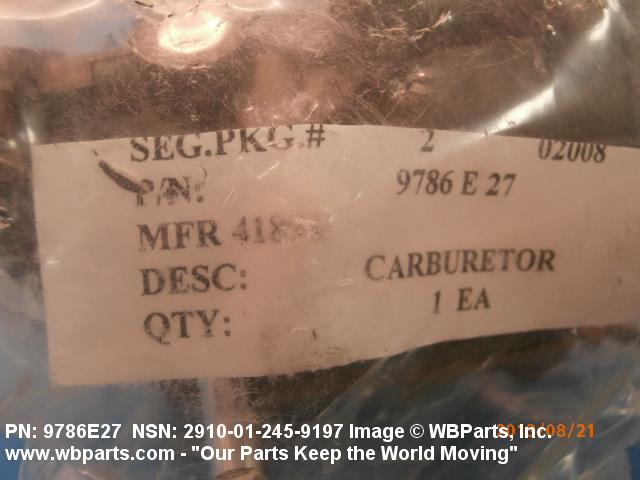 SEG.PKG.# 2 02008
P/N: 9786 E 27
MFR
DESC: CARBURETOR
QTY: 1 EA
PN: 9786E27 NSN: 2910-01-245-9197 Image © WBParts, Inc.
www.wbparts.com - "Our Parts Keep the World Moving"